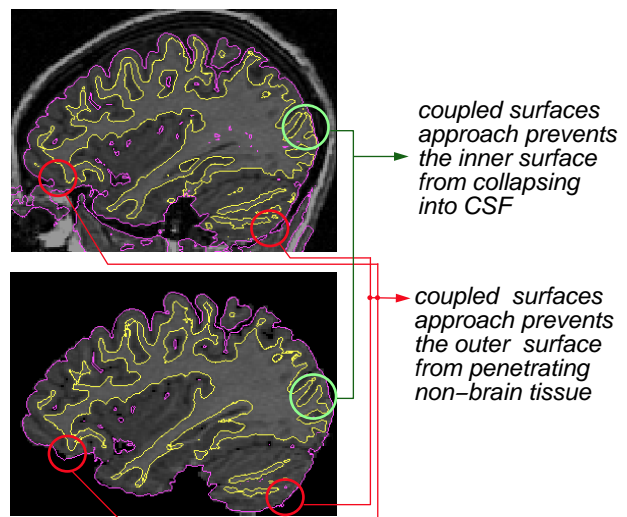 coupled surfaces
approach prevents
the inner surface
from collapsing
into CSF
coupled surfaces
approach prevents
the outer surface
from penetrating
non−brain tissue